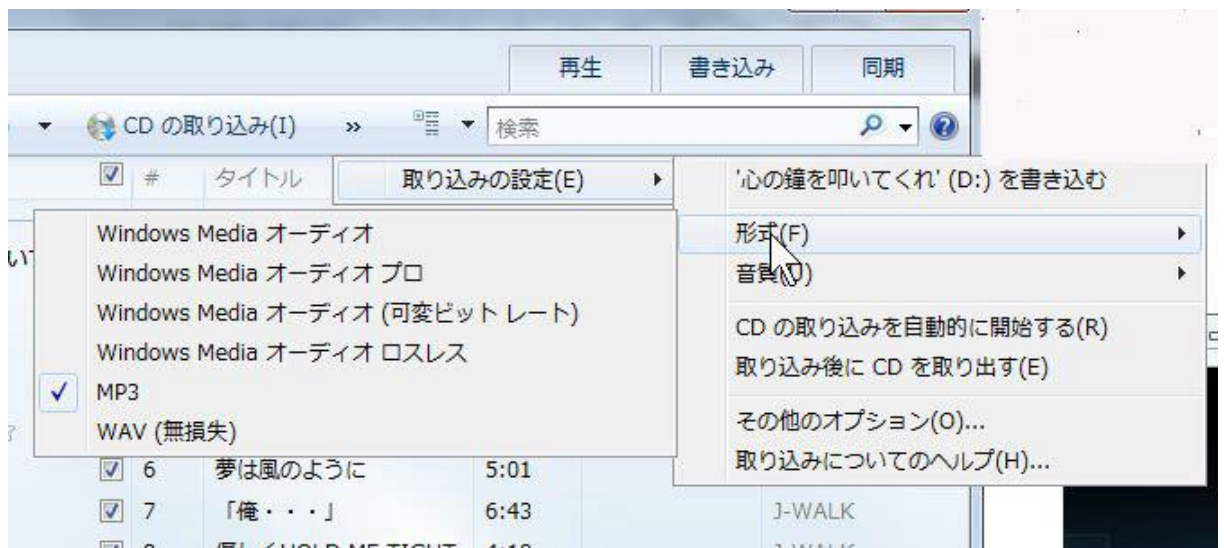 再生 書き込み 同期
CD の取り込み(I) » 検索
# タイトル 取り込みの設定(E) '心の鐘を叩いてくれ' (D:) を書き込む
Windows Media オーディオ 形式(F)
Windows Media オーディオ プロ 音質(U)
Windows Media オーディオ (可変ビット レート)
CD の取り込みを自動的に開始する(R)
Windows Media オーディオ ロスレス
取り込み後に CD を取り出す(E)
MP3
その他のオプション(O)...
WAV (無損失)
取り込みについてのヘルプ(H)...
6 夢は風のように 5:01
7 「俺・・・」 6:43 J-WALK
HOLD ME TIGHT